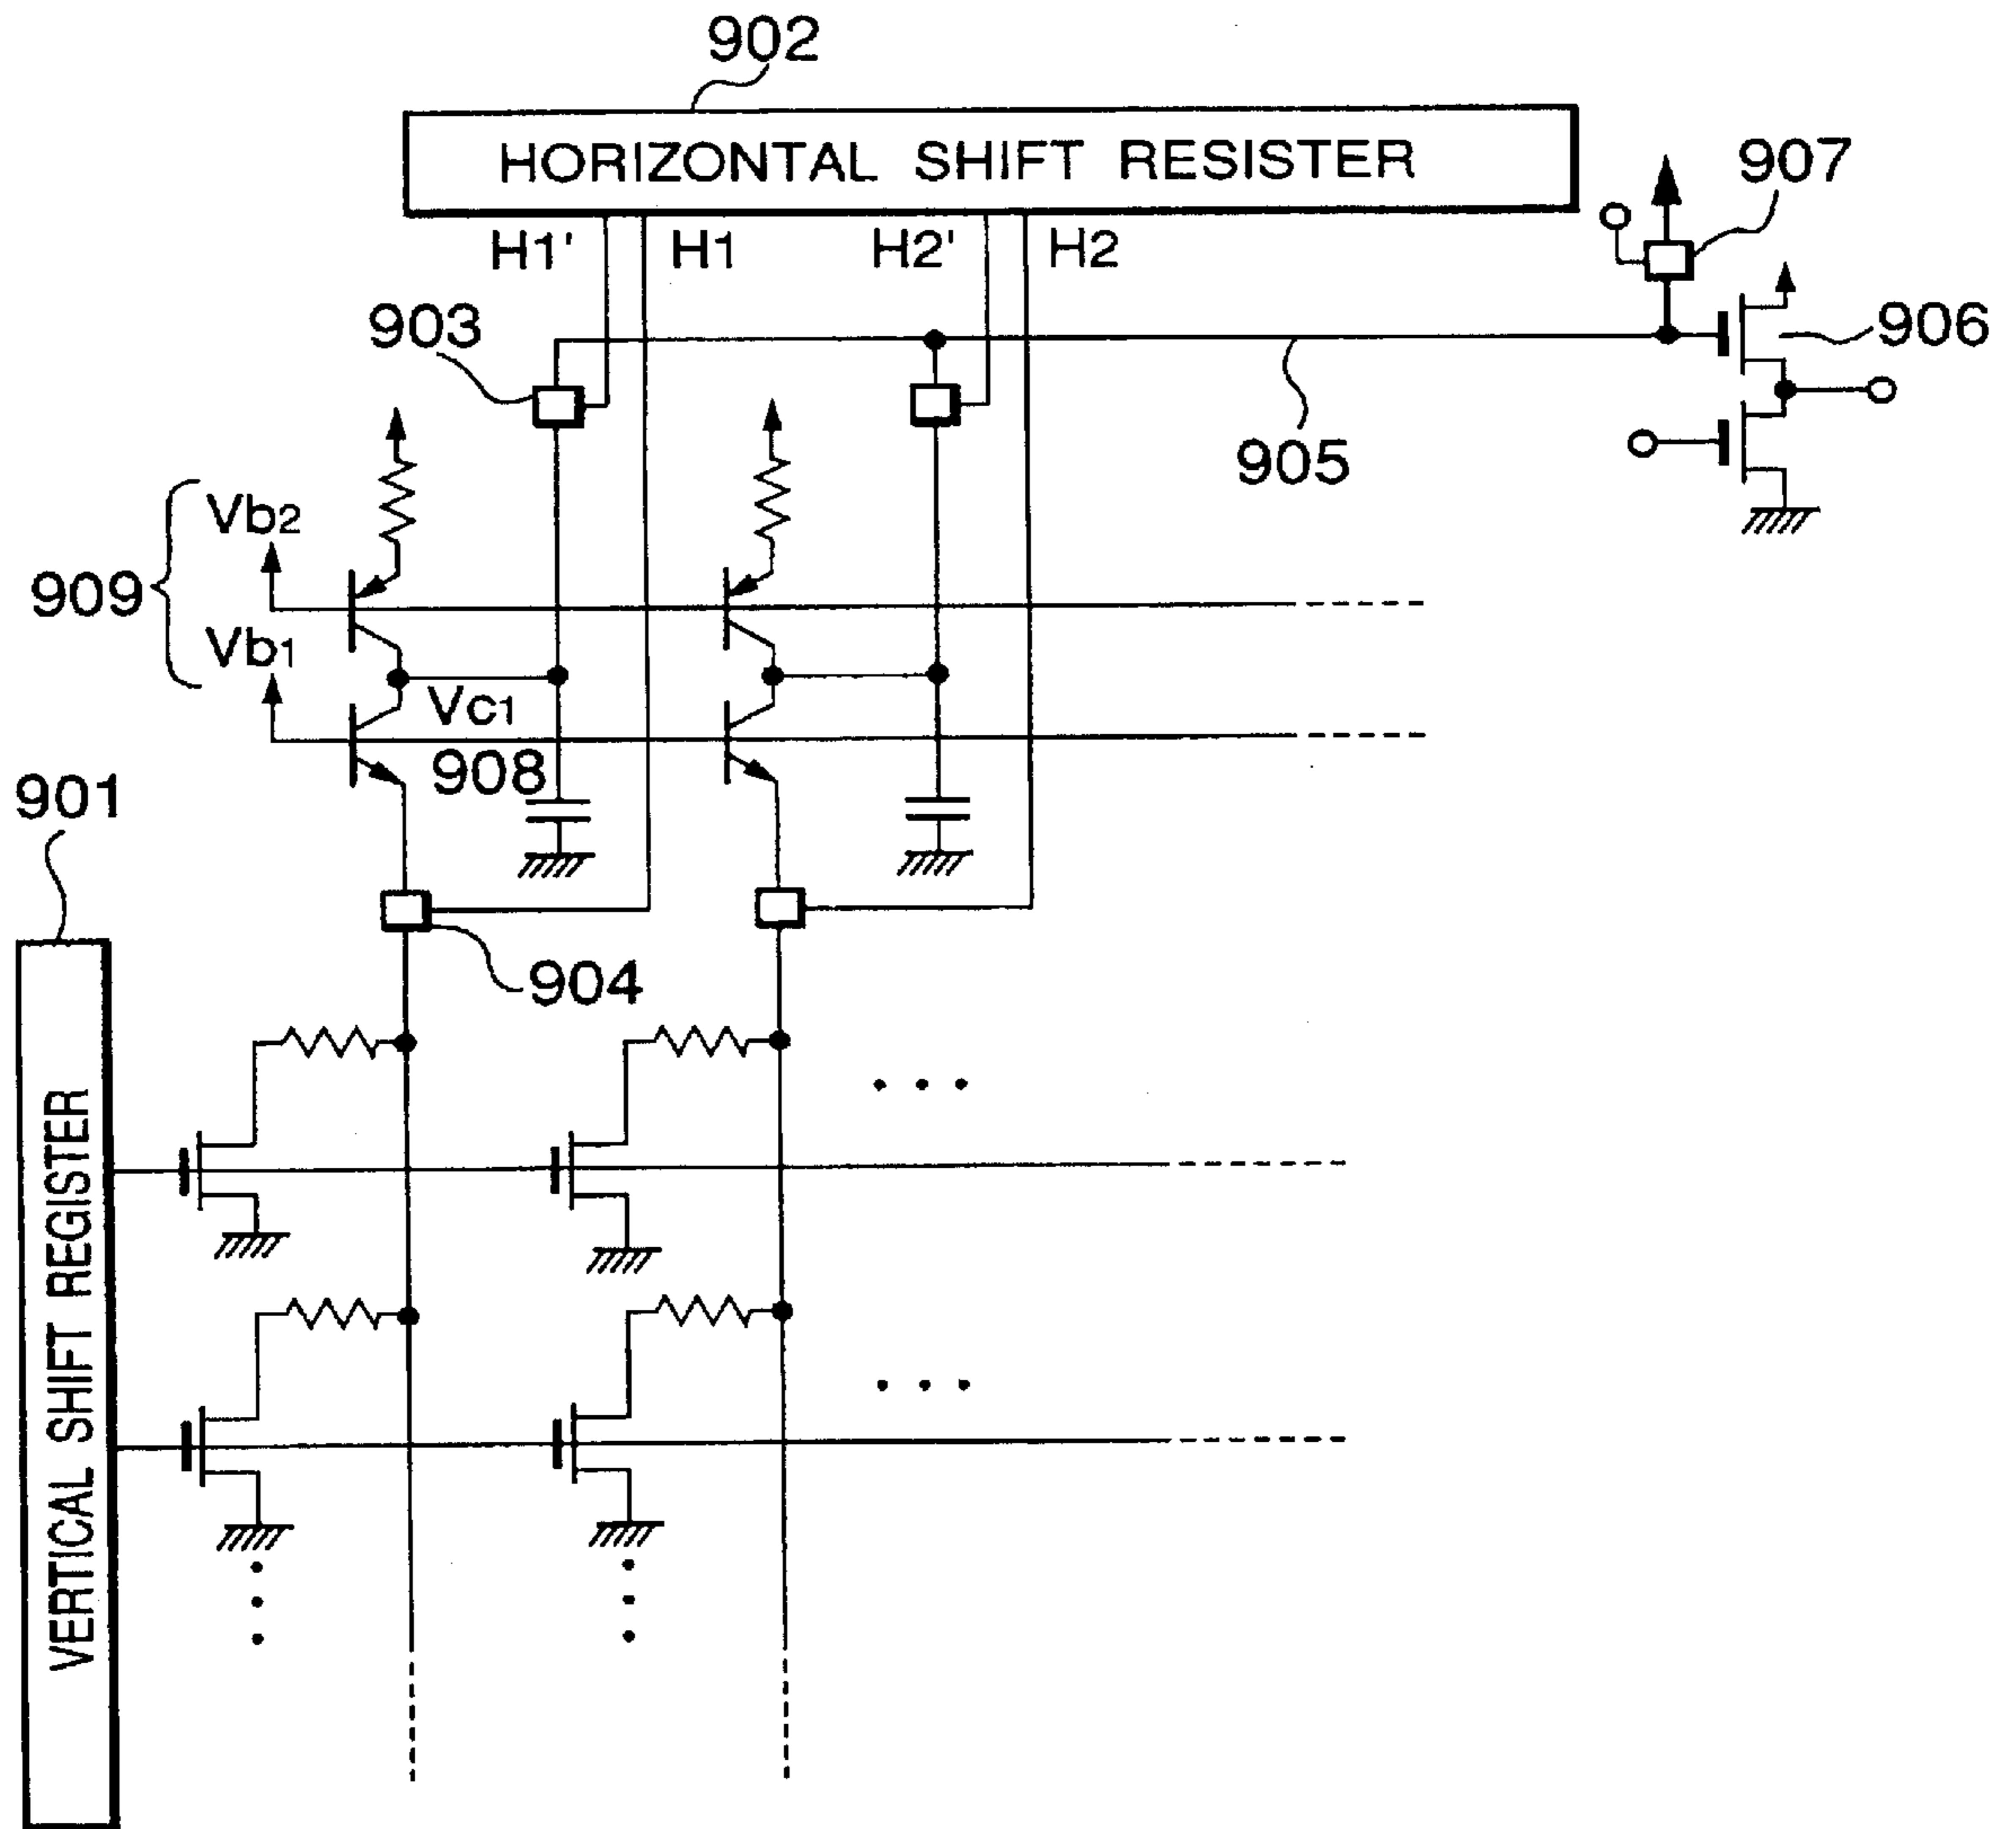 902
HORIZONTAL SHIFT RESISTER
907
H1' H1 H2' H2
903
906
905
Vb2
909
Vb1
Vc1
908
901
904
VERTICAL SHIFT REGISTER